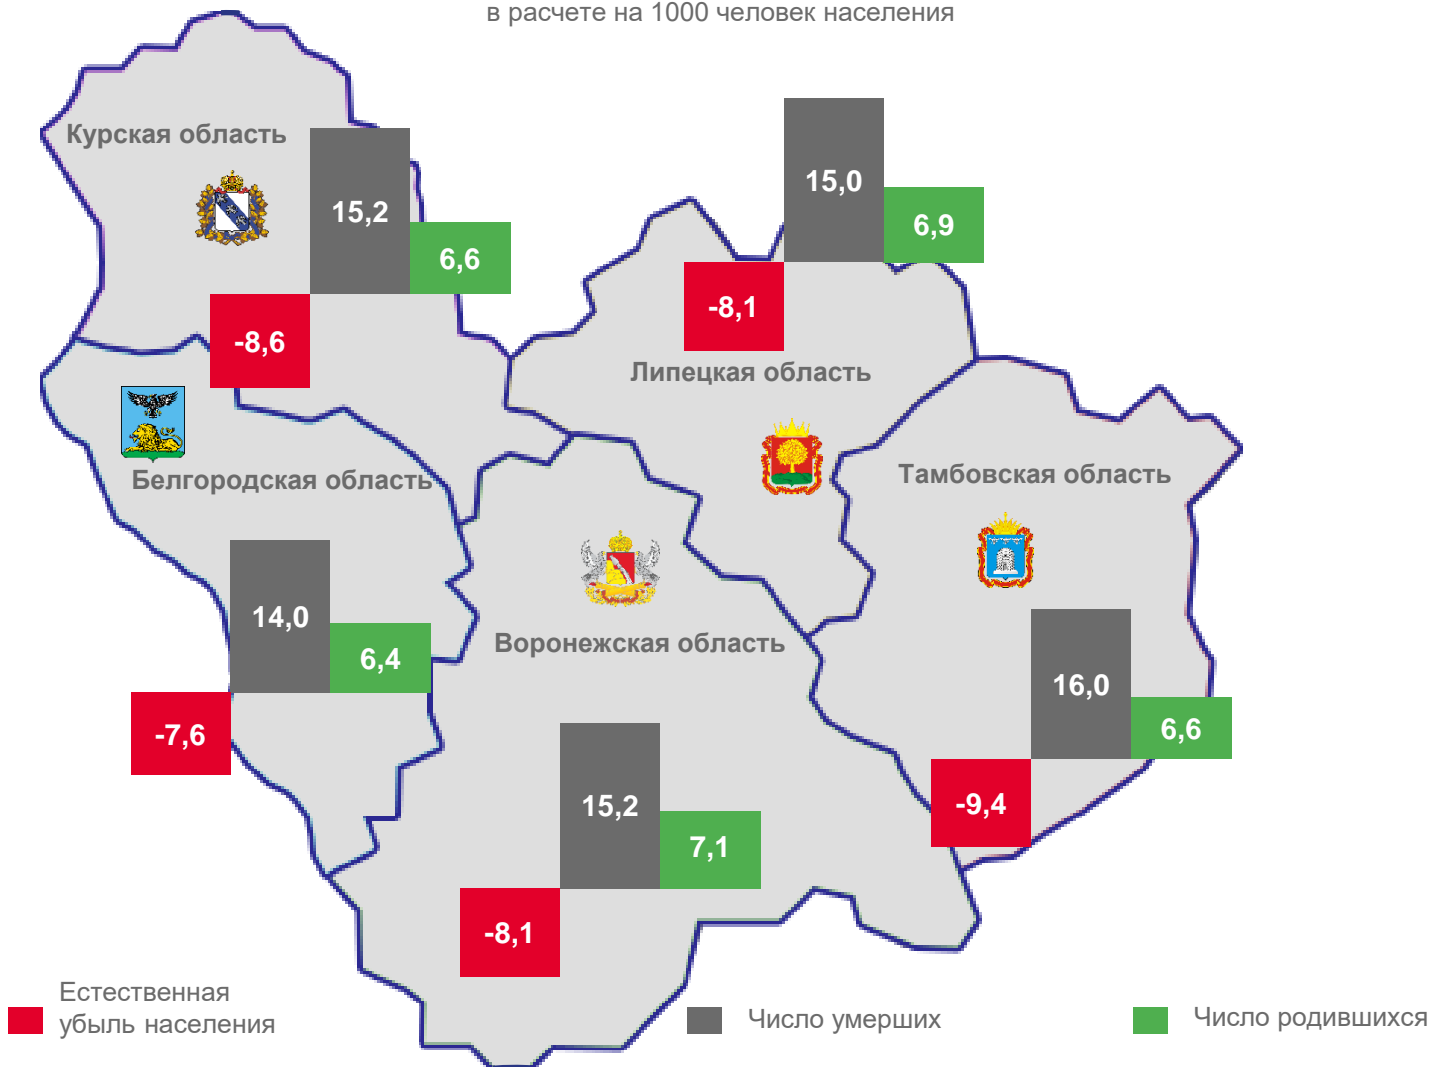 в расчете на 1000 человек населения
Курская область
15,2
6,6
-8,6
15,0
6,9
-8,1
Липецкая область
Белгородская область
14,0
6,4
-7,6
Тамбовская область
16,0
6,6
-9,4
Воронежская область
15,2
7,1
-8,1
Естественная
убыль населения
Число умерших
Число родившихся